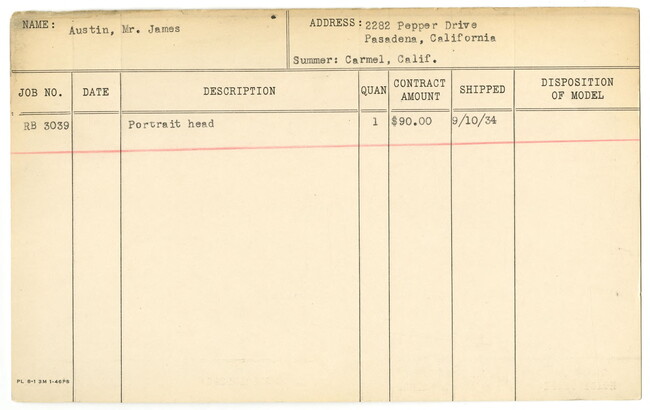 NAME: Austin, Mr. James
ADDRESS: 2282 Pepper Drive
Pasadena, California
Summer: Carmel, Calif.
JOB NO. DATE DESCRIPTION QUAN CONTRACT AMOUNT SHIPPED DISPOSITION OF MODEL
RB 3039 Portrait head 1 $90.00 9/10/34